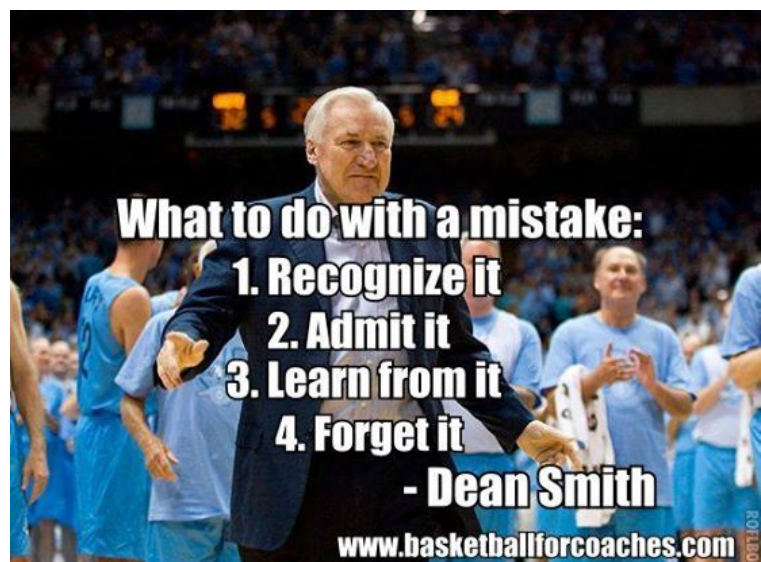 What to do with a mistake:
1. Recognize it
2. Admit it
3. Learn from it
4. Forget it
- Dean Smith
www.basketballforcoaches.com